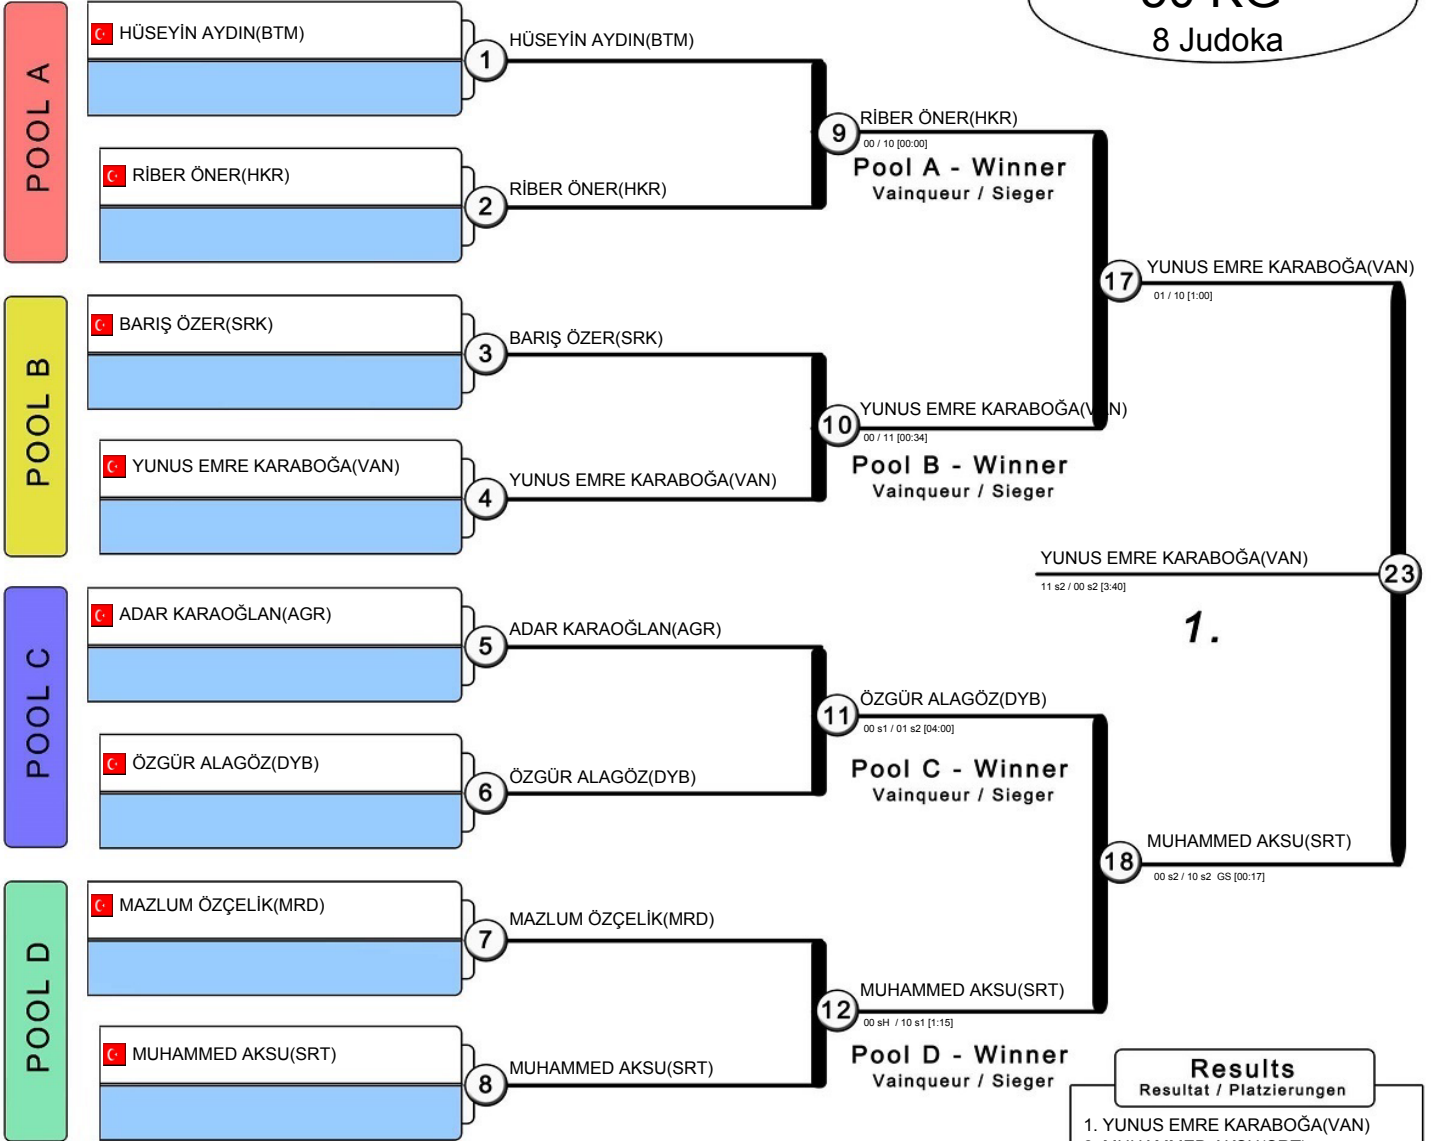 8 Judoka
POOL A
HÜSEYİN AYDIN(BTM)
1
HÜSEYİN AYDIN(BTM)
RİBER ÖNER(HKR)
2
RİBER ÖNER(HKR)
9
RİBER ÖNER(HKR)
00 / 10 [00:00]
Pool A - Winner
Vainqueur / Sieger
POOL B
BARIŞ ÖZER(SRK)
3
BARIŞ ÖZER(SRK)
YUNUS EMRE KARABOĞA(VAN)
4
YUNUS EMRE KARABOĞA(VAN)
10
YUNUS EMRE KARABOĞA(VAN)
00 / 11 [00:34]
Pool B - Winner
Vainqueur / Sieger
17
YUNUS EMRE KARABOĞA(VAN)
01 / 10 [1:00]
POOL C
ADAR KARAOĞLAN(AGR)
5
ADAR KARAOĞLAN(AGR)
ÖZGÜR ALAGÖZ(DYB)
6
ÖZGÜR ALAGÖZ(DYB)
11
ÖZGÜR ALAGÖZ(DYB)
00 s1 / 01 s2 [04:00]
Pool C - Winner
Vainqueur / Sieger
POOL D
MAZLUM ÖZÇELİK(MRD)
7
MAZLUM ÖZÇELİK(MRD)
MUHAMMED AKSU(SRT)
8
MUHAMMED AKSU(SRT)
12
MUHAMMED AKSU(SRT)
00 sH / 10 s1 [1:15]
Pool D - Winner
Vainqueur / Sieger
18
MUHAMMED AKSU(SRT)
00 s2 / 10 s2 GS [00:17]
YUNUS EMRE KARABOĞA(VAN)
23
11 s2 / 00 s2 [3:40]
1.
Results
Resultat / Platzierungen
1. YUNUS EMRE KARABOĞA(VAN)